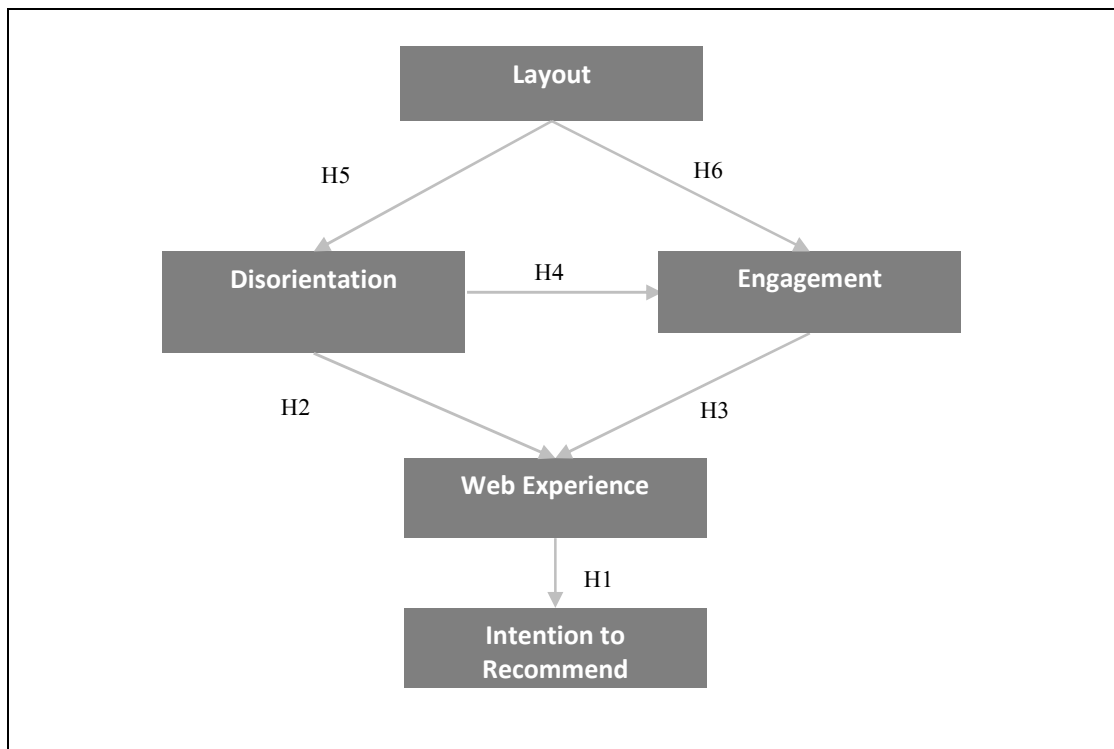 Layout
H5
H6
Disorientation
H4
Engagement
H2
H3
Web Experience
H1
Intention to
Recommend